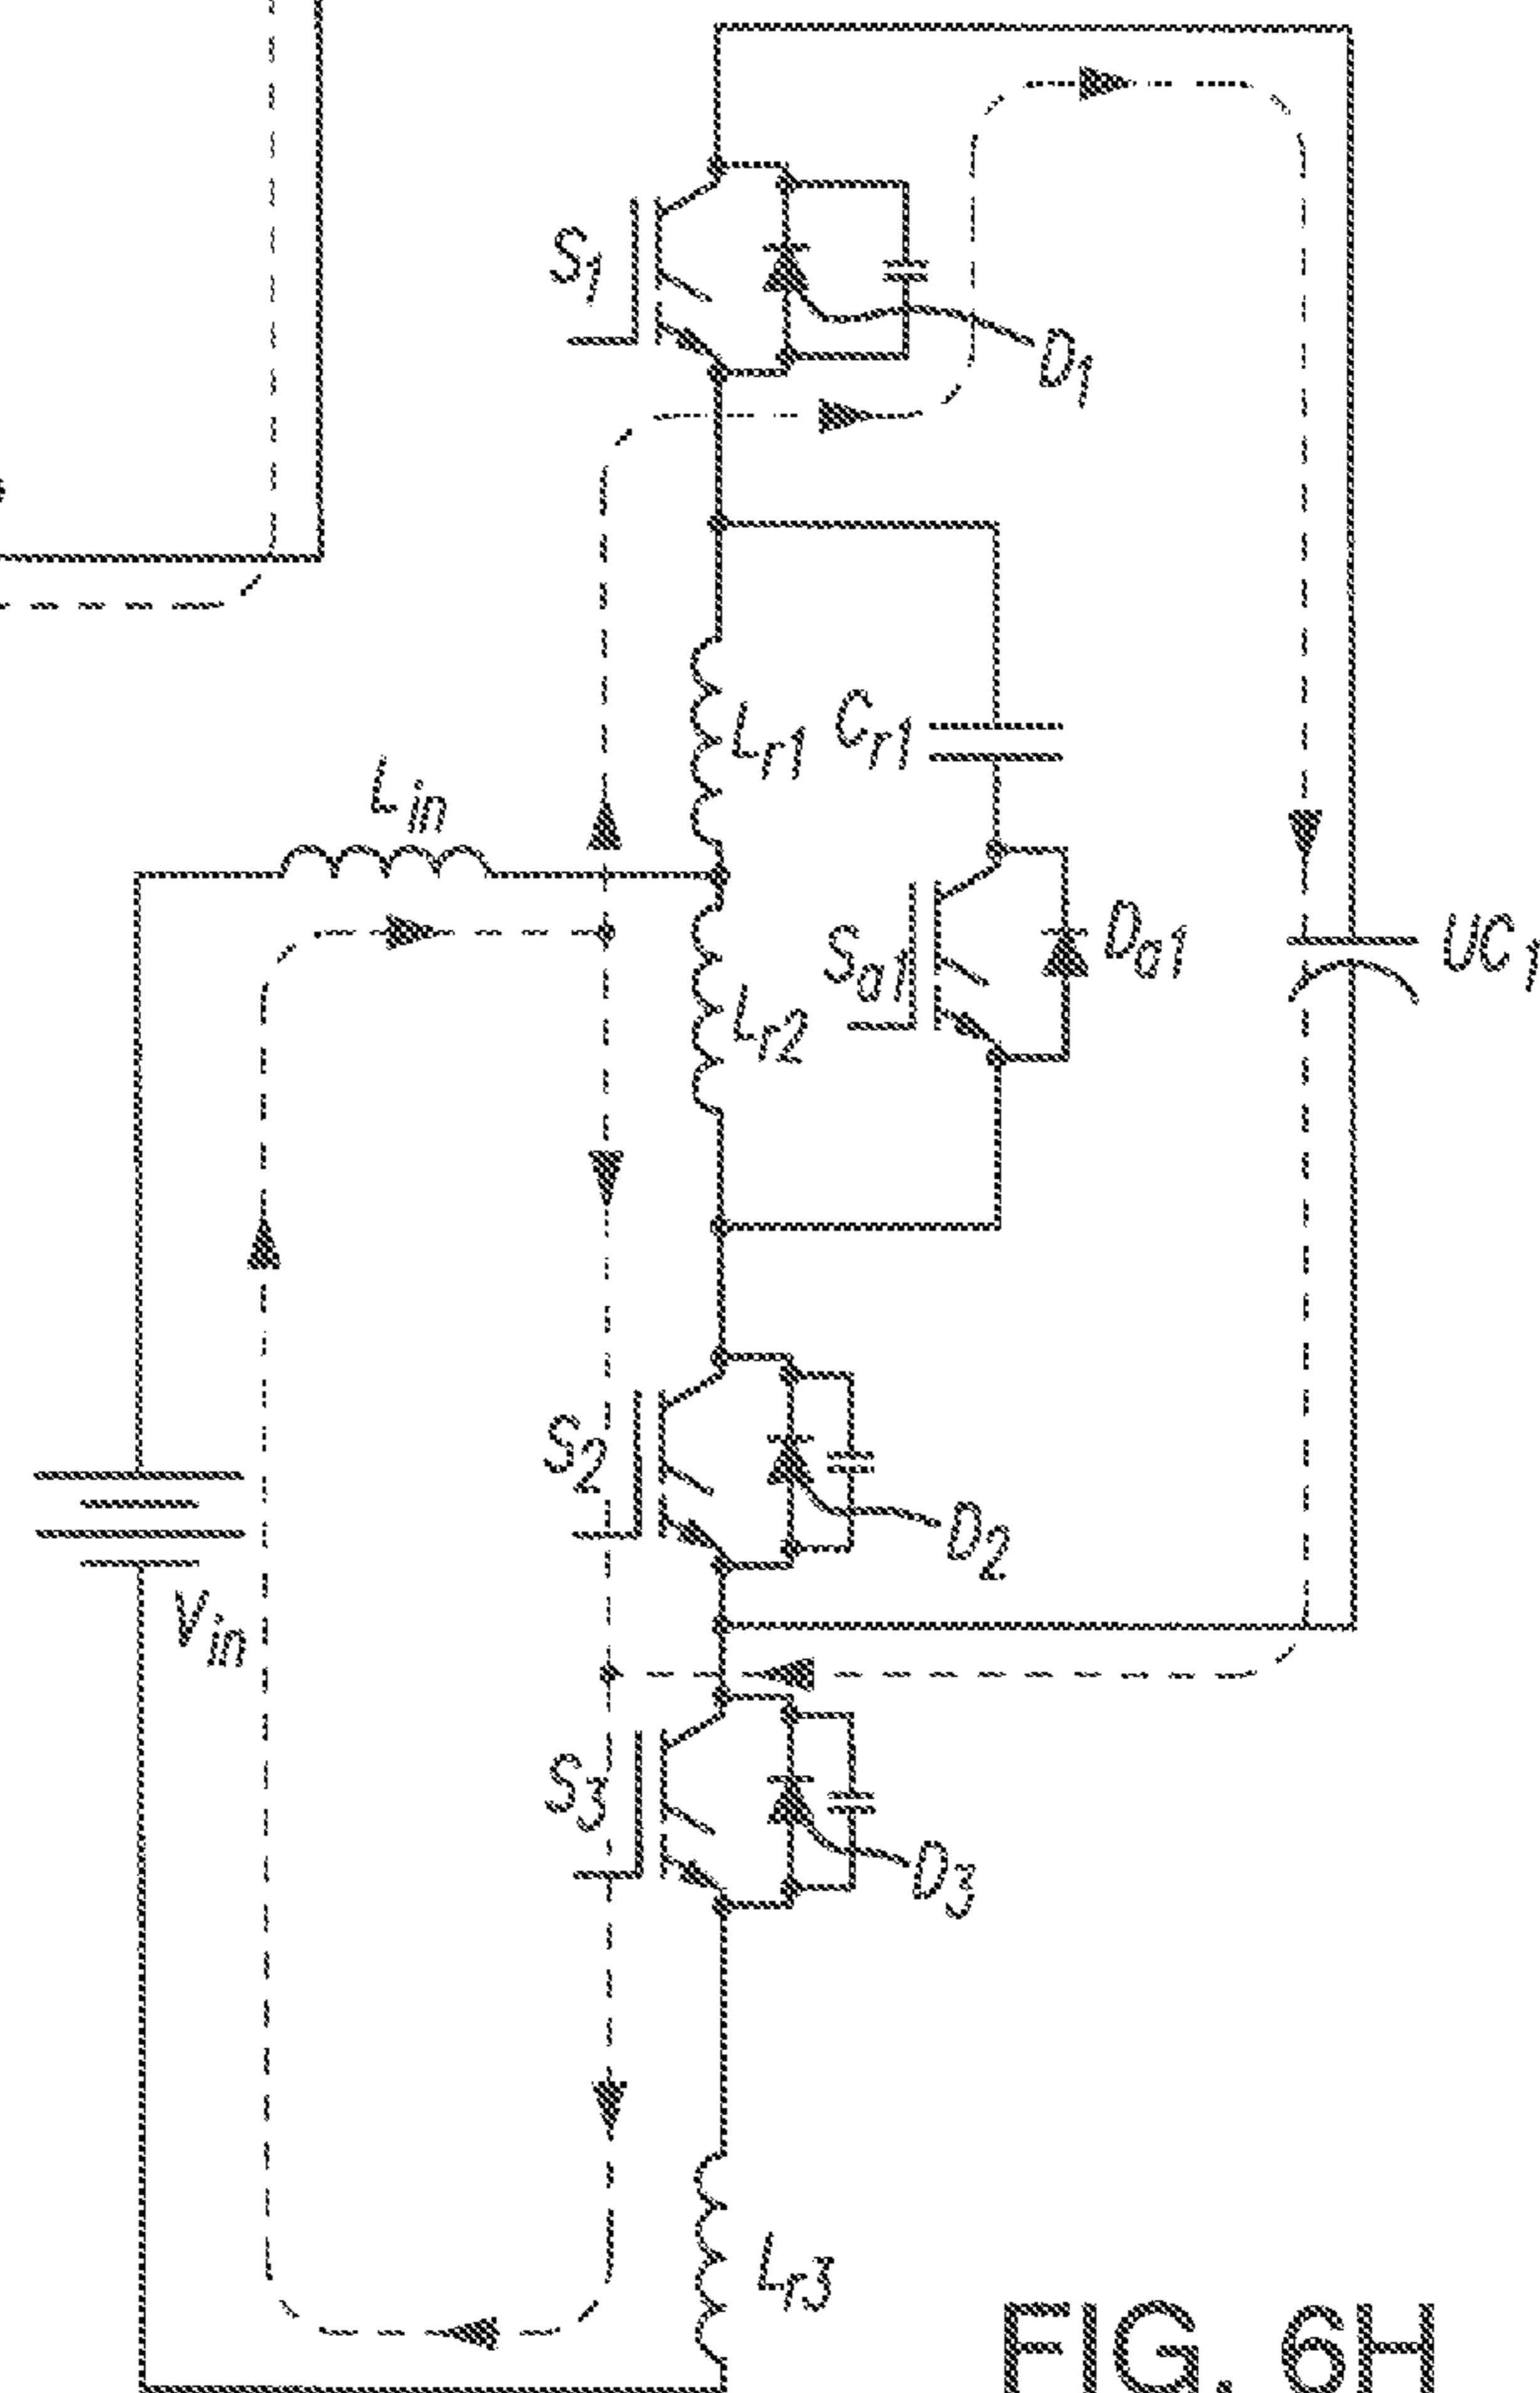 S1
D1
Lr1 Cr1
Lin
Sa1 Da1
UC1
Lr2
S2
D2
Vin
S3
D3
Lr3
FIG. 6H